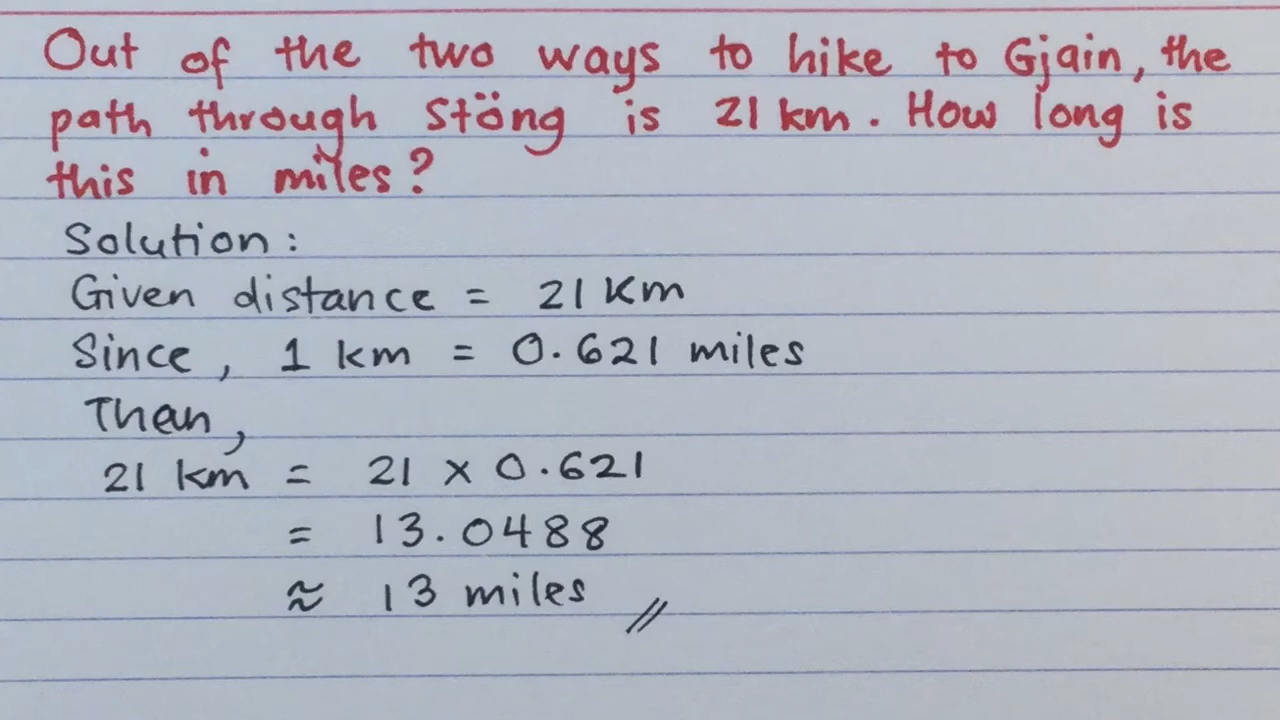 Out of the two ways to hike to Gjain, the
path through Stöng is 21 km. How long is
this in miles?
Solution:
Given distance = 21 Km
Since, 1 km = 0.621 miles
Then,
21 km = 21 × 0.621
= 13.0488
≈ 13 miles //